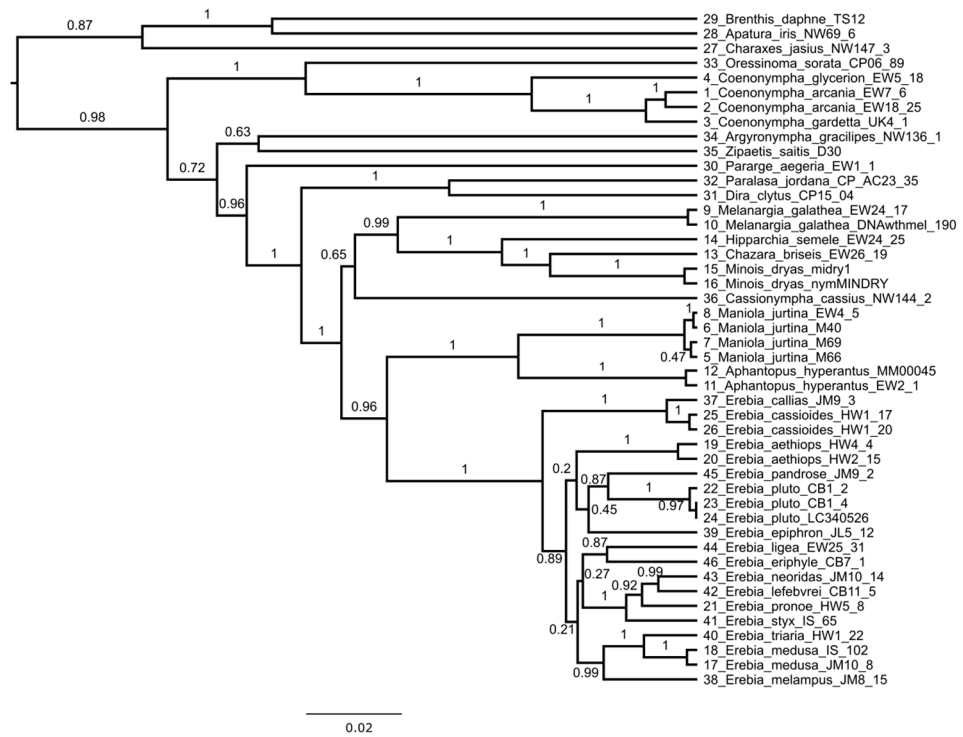 29_Brenthis_daphne_TS12
1
0.87
28_Apatura_iris_NW69_6
27_Charaxes_jasius_NW147_3
33_Oressinoma_sorata_CP06_89
1
4_Coenonympha_glycerion_EW5_18
1
1
1_Coenonympha_arcania_EW7_6
1
2_Coenonympha_arcania_EW18_25
0.98
3_Coenonympha_gardetta_UK4_1
0.63
34_Argyronympha_gracilipes_NW136_1
35_Zipaetis_saitis_D30
0.72
30_Pararge_aegeria_EW1_1
1
32_Paralasa_jordana_CP_AC23_35
31_Dira_clytus_CP15_04
0.96
1
9_Melanargia_galathea_EW24_17
0.99
10_Melanargia_galathea_DNAwthmel_190
1
14_Hipparchia_semele_EW24_25
1
0.65
1
13_Chazara_briseis_EW26_19
1
15_Minois_dryas_midry1
16_Minois_dryas_nymMINDRY
36_Cassionympha_cassius_NW144_2
1
8_Maniola_jurtina_EW4_5
1
1
6_Maniola_jurtina_M40
1
7_Maniola_jurtina_M69
0.47
5_Maniola_jurtina_M66
1
12_Aphantopus_hyperantus_MM00045
11_Aphantopus_hyperantus_EW2_1
0.96
1
37_Erebia_callias_JM9_3
1
25_Erebia_cassioides_HW1_17
26_Erebia_cassioides_HW1_20
1
19_Erebia_aethiops_HW4_4
20_Erebia_aethiops_HW2_15
1
0.2
0.87
45_Erebia_pandrose_JM9_2
1
22_Erebia_pluto_CB1_2
0.45
0.97
23_Erebia_pluto_CB1_4
24_Erebia_pluto_LC340526
39_Erebia_epiphron_JL5_12
0.87
44_Erebia_ligea_EW25_31
0.89
46_Erebia_eriphyle_CB7_1
0.27
0.99
43_Erebia_neoridas_JM10_14
0.92
42_Erebia_lefebvrei_CB11_5
1
21_Erebia_pronoe_HW5_8
41_Erebia_styx_IS_65
0.21
1
40_Erebia_triaria_HW1_22
1
18_Erebia_medusa_IS_102
17_Erebia_medusa_JM10_8
0.99
38_Erebia_melampus_JM8_15
0.02